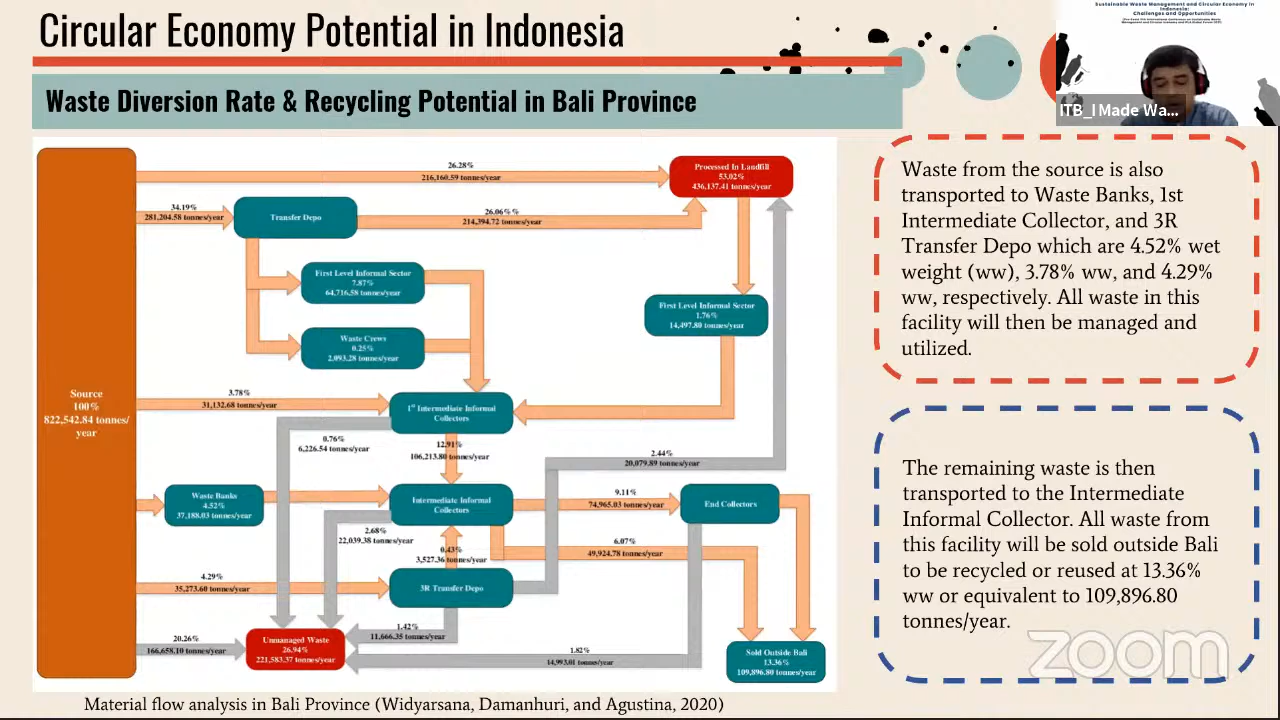 Circular Economy Potential in Indonesia
Sustainable Waste Management and Circular Economy in
Indonesia:
Challenges and Opportunities
Waste Diversion Rate & Recycling Potential in Bali Province
ITB_I Made Wa...
Source
100%
822,542.84 tonnes/
year
26.28%
216,160.59 tonnes/year
Processed In Landfill
53.02%
436,137.41 tonnes/year
34.19%
281,204.58 tonnes/year
Transfer Depo
26.06%%
214,394.72 tonnes/year
First Level Informal Sector
7.87%
64,716.58 tonnes/year
First Level Informal Sector
1.76%
14,497.80 tonnes/year
Waste Crews
0.25%
2,093.28 tonnes/year
3.78%
31,132.68 tonnes/year
1st Intermediate Informal
Collectors
0.76%
6,226.54 tonnes/year
12.91%
106,213.80 tonnes/year
2.44%
20,079.89 tonnes/year
Waste Banks
4.52%
37,188.03 tonnes/year
Intermediate Informal
Collectors
9.11%
74,965.03 tonnes/year
End Collectors
2.68%
22,039.38 tonnes/year
0.43%
3,527.36 tonnes/year
6.07%
49,924.78 tonnes/year
4.29%
35,273.60 tonnes/year
3R Transfer Depo
1.42%
11,666.35 tonnes/year
20.26%
166,658.10 tonnes/year
Unmanaged Waste
26.94%
221,583.37 tonnes/year
1.82%
14,993.01 tonnes/year
Sold Outside Bali
13.36%
109,896.80 tonnes/year
Waste from the source is also
transported to Waste Banks, 1st
Intermediate Collector, and 3R
Transfer Depo which are 4.52% wet
weight (ww), 3.78% ww, and 4.29%
ww, respectively. All waste in this
facility will then be managed and
utilized.
The remaining waste is then
transported to the Intermediate
Informal Collector. All waste from
this facility will be sold outside Bali
to be recycled or reused at 13.36%
ww or equivalent to 109,896.80
tonnes/year.
zoom
Material flow analysis in Bali Province (Widyarsana, Damanhuri, and Agustina, 2020)